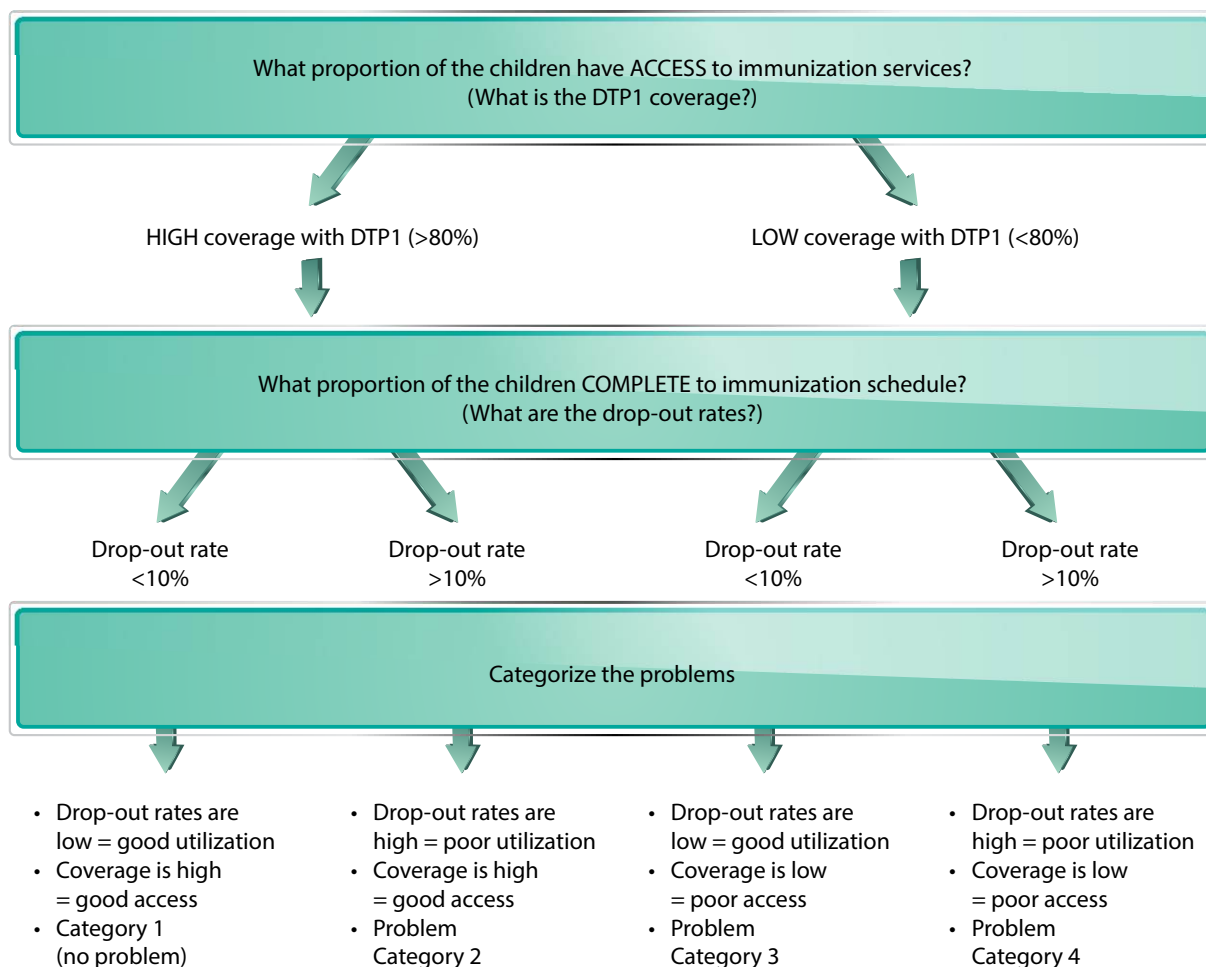 What proportion of the children have ACCESS to immunization services?
(What is the DTP1 coverage?)
HIGH coverage with DTP1 (>80%)
LOW coverage with DTP1 (<80%)
What proportion of the children COMPLETE to immunization schedule?
(What are the drop-out rates?)
Drop-out rate
<10%
Drop-out rate
>10%
Drop-out rate
<10%
Drop-out rate
>10%
Categorize the problems
• Drop-out rates are
low = good utilization
• Coverage is high
= good access
• Category 1
(no problem)
• Drop-out rates are
high = poor utilization
• Coverage is high
= good access
• Problem
Category 2
• Drop-out rates are
low = good utilization
• Coverage is low
= poor access
• Problem
Category 3
• Drop-out rates are
high = poor utilization
• Coverage is low
= poor access
• Problem
Category 4